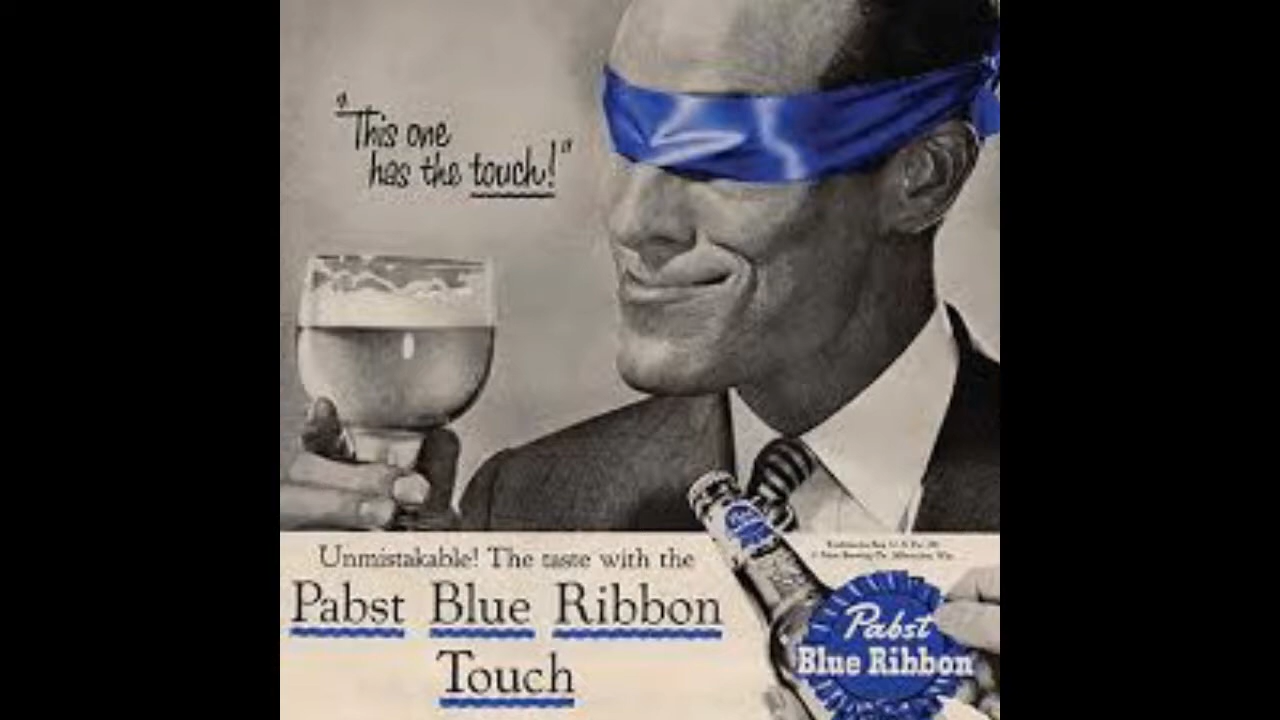 "This one
has the touch!"
Unmistakable! The taste with the
Pabst Blue Ribbon
Touch
Pabst
Blue Ribbon